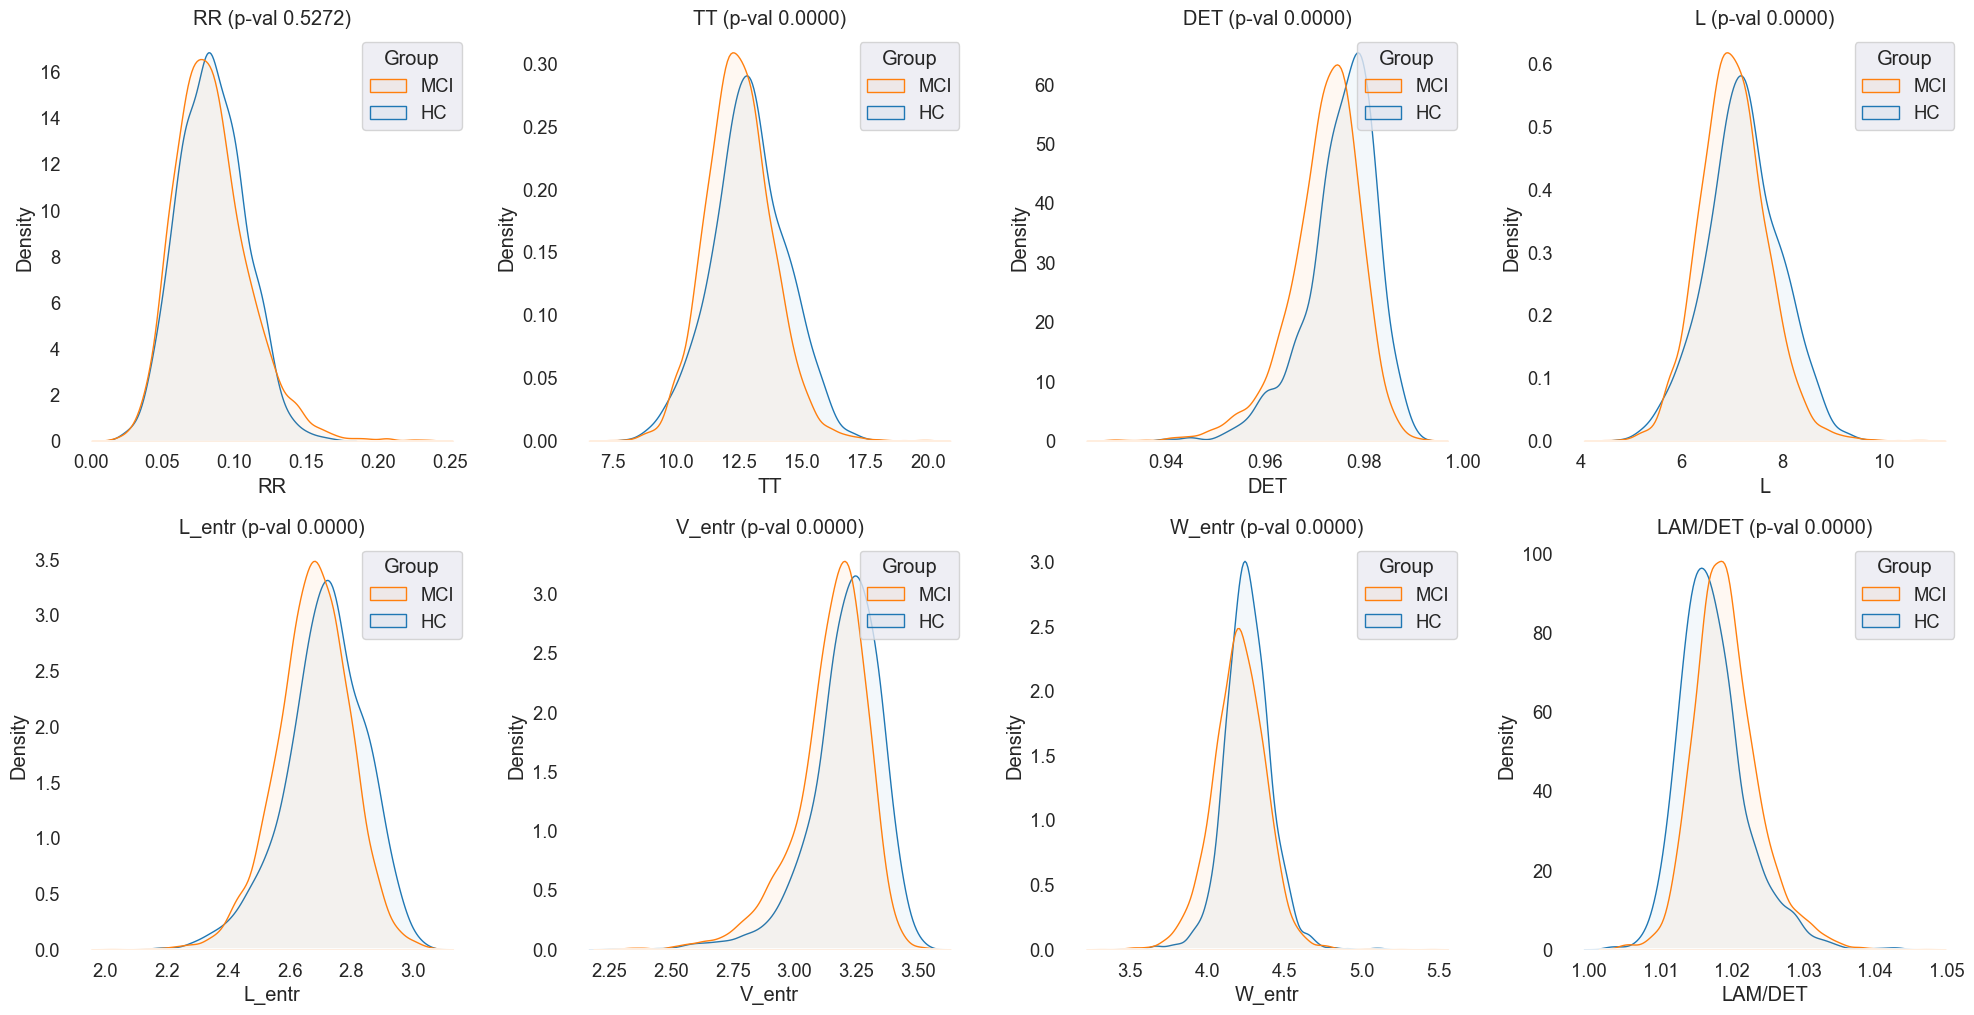 RR (p-val 0.5272)
Density
16
14
12
10
8
6
4
2
0
0.00 0.05 0.10 0.15 0.20 0.25
RR
Group
MCI
HC
TT (p-val 0.0000)
Density
0.30
0.25
0.20
0.15
0.10
0.05
0.00
7.5 10.0 12.5 15.0 17.5 20.0
TT
Group
MCI
HC
DET (p-val 0.0000)
Density
60
50
40
30
20
10
0
0.94 0.96 0.98 1.00
DET
Group
MCI
HC
L (p-val 0.0000)
Density
0.6
0.5
0.4
0.3
0.2
0.1
0.0
4 6 8 10
L
Group
MCI
HC
L_entr (p-val 0.0000)
Density
3.5
3.0
2.5
2.0
1.5
1.0
0.5
0.0
2.0 2.2 2.4 2.6 2.8 3.0
L_entr
Group
MCI
HC
V_entr (p-val 0.0000)
Density
3.0
2.5
2.0
1.5
1.0
0.5
0.0
2.25 2.50 2.75 3.00 3.25 3.50
V_entr
Group
MCI
HC
W_entr (p-val 0.0000)
Density
3.0
2.5
2.0
1.5
1.0
0.5
0.0
3.5 4.0 4.5 5.0 5.5
W_entr
Group
MCI
HC
LAM/DET (p-val 0.0000)
Density
100
80
60
40
20
0
1.00 1.01 1.02 1.03 1.04 1.05
LAM/DET
Group
MCI
HC